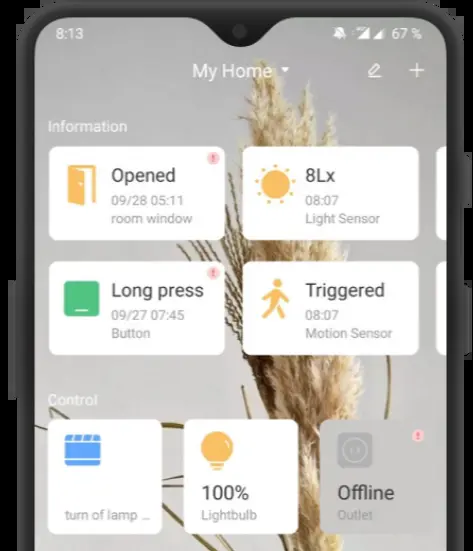 8:13
67 %
My Home
Information
Opened
09/28 05:11
room window
8Lx
08:07
Light Sensor
Long press
09/27 07:45
Button
Triggered
08:07
Motion Sensor
Control
turn of lamp ...
100%
Lightbulb
Offline
Outlet